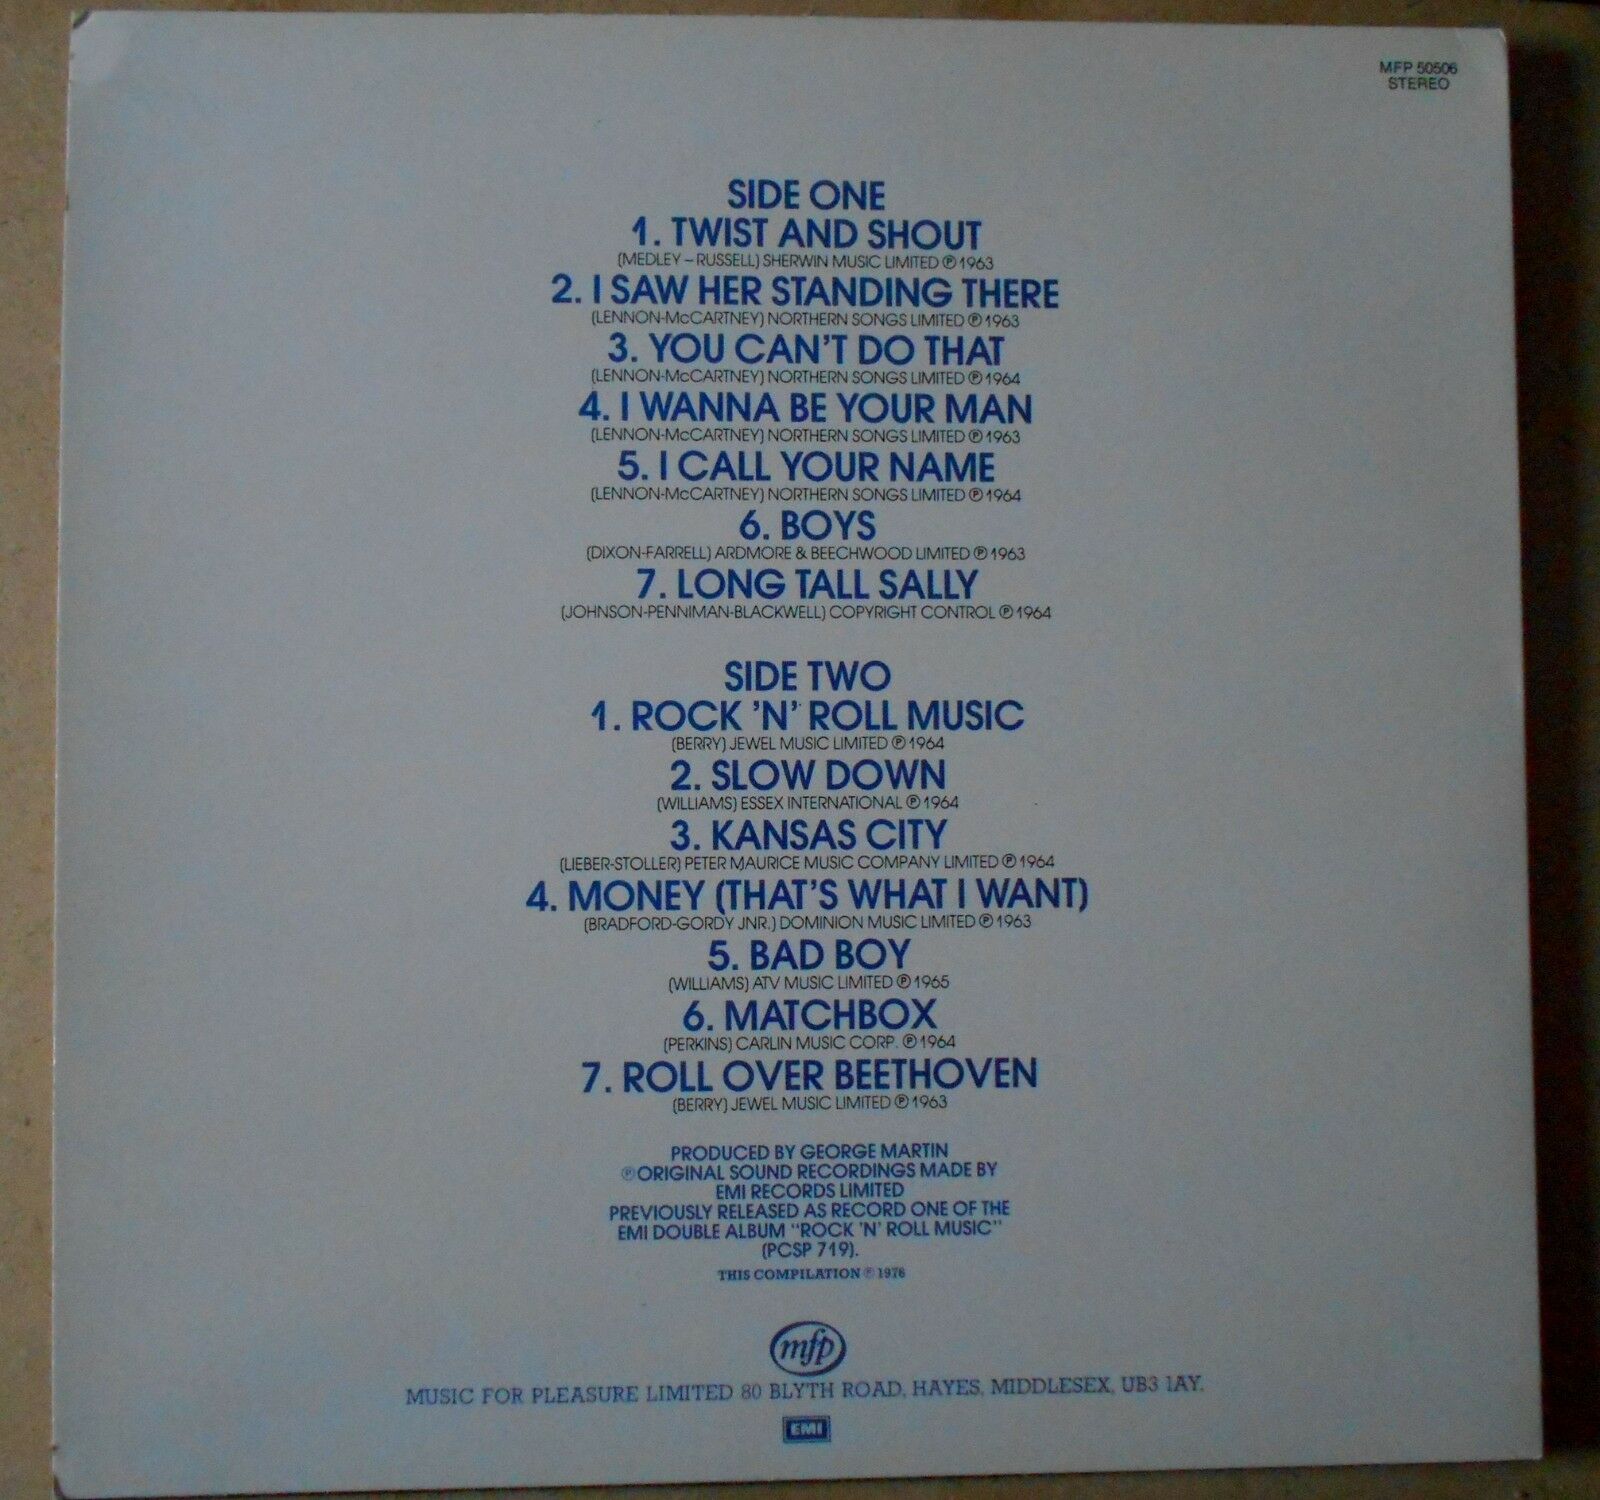 MFP 50506
STEREO
SIDE ONE
1. TWIST AND SHOUT
(MEDLEY – RUSSELL) SHERWIN MUSIC LIMITED ℗ 1963
2. I SAW HER STANDING THERE
(LENNON-McCARTNEY) NORTHERN SONGS LIMITED ℗ 1963
3. YOU CAN'T DO THAT
(LENNON-McCARTNEY) NORTHERN SONGS LIMITED ℗ 1964
4. I WANNA BE YOUR MAN
(LENNON-McCARTNEY) NORTHERN SONGS LIMITED ℗ 1963
5. I CALL YOUR NAME
(LENNON-McCARTNEY) NORTHERN SONGS LIMITED ℗ 1964
6. BOYS
(DIXON-FARRELL) ARDMORE & BEECHWOOD LIMITED ℗ 1963
7. LONG TALL SALLY
(JOHNSON-PENNIMAN-BLACKWELL) COPYRIGHT CONTROL ℗ 1964
SIDE TWO
1. ROCK 'N' ROLL MUSIC
(BERRY) JEWEL MUSIC LIMITED ℗ 1964
2. SLOW DOWN
(WILLIAMS) ESSEX INTERNATIONAL ℗ 1964
3. KANSAS CITY
(LIEBER-STOLLER) PETER MAURICE MUSIC COMPANY LIMITED ℗ 1964
4. MONEY (THAT'S WHAT I WANT)
(BRADFORD-GORDY JNR.) DOMINION MUSIC LIMITED ℗ 1963
5. BAD BOY
(WILLIAMS) ATV MUSIC LIMITED ℗ 1965
6. MATCHBOX
(PERKINS) CARLIN MUSIC CORP. ℗ 1964
7. ROLL OVER BEETHOVEN
(BERRY) JEWEL MUSIC LIMITED ℗ 1963
PRODUCED BY GEORGE MARTIN
℗ ORIGINAL SOUND RECORDINGS MADE BY
EMI RECORDS LIMITED
PREVIOUSLY RELEASED AS RECORD ONE OF THE
EMI DOUBLE ALBUM "ROCK 'N' ROLL MUSIC"
(PCSP 719).
THIS COMPILATION ℗ 1976
mfp
MUSIC FOR PLEASURE LIMITED 80 BLYTH ROAD, HAYES, MIDDLESEX, UB3 1AY.
EMI